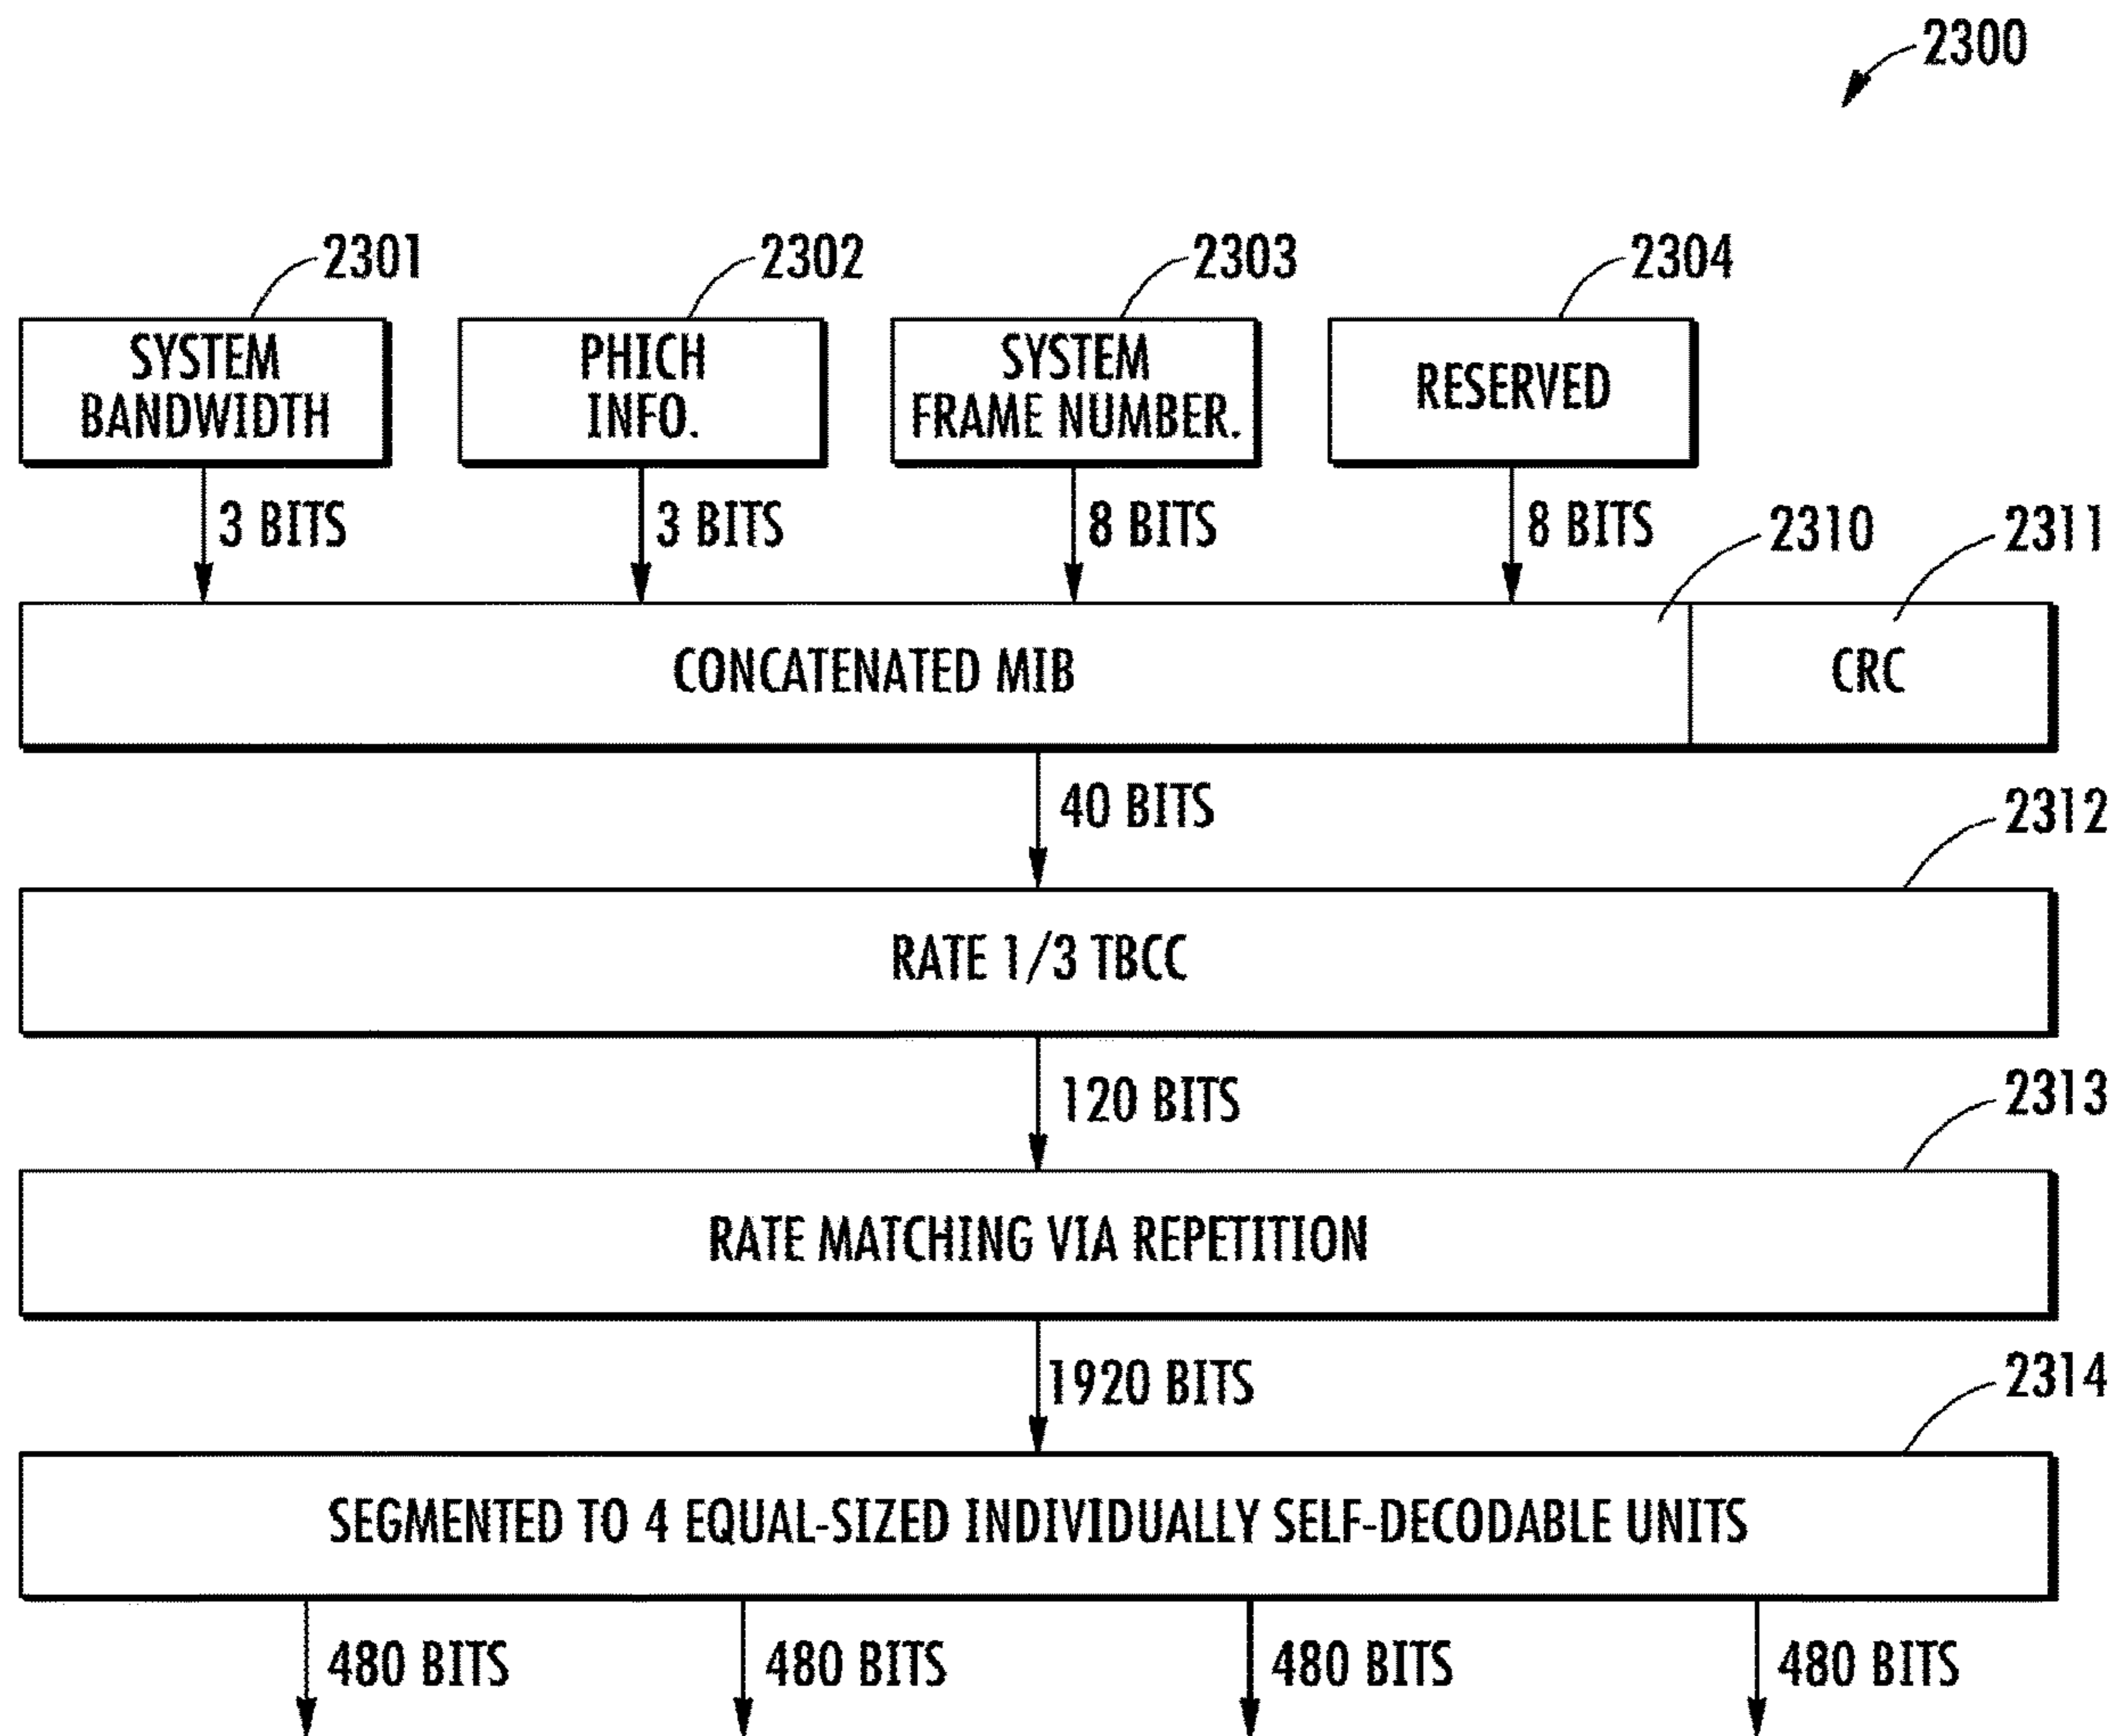 2300
2301
2302
2303
2304
SYSTEM
BANDWIDTH
PHICH
INFO.
SYSTEM
FRAME NUMBER.
RESERVED
3 BITS
3 BITS
8 BITS
8 BITS
2310
2311
CONCATENATED MIB
CRC
40 BITS
2312
RATE 1/3 TBCC
120 BITS
2313
RATE MATCHING VIA REPETITION
1920 BITS
2314
SEGMENTED TO 4 EQUAL-SIZED INDIVIDUALLY SELF-DECODABLE UNITS
480 BITS
480 BITS
480 BITS
480 BITS